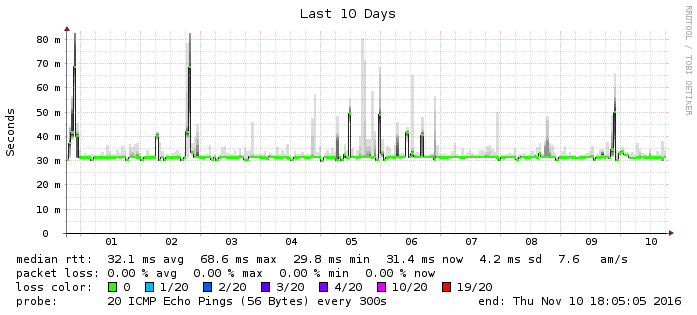 Last 10 Days
RRDTOOL / TOBI OETIKER
Seconds
80 m
70 m
60 m
50 m
40 m
30 m
20 m
10 m
0
01 02 03 04 05 06 07 08 09 10
median rtt: 32.1 ms avg 68.6 ms max 29.8 ms min 31.4 ms now 4.2 ms sd 7.6 am/s
packet loss: 0.00 % avg 0.00 % max 0.00 % min 0.00 % now
loss color: 0 1/20 2/20 3/20 4/20 10/20 19/20
probe: 20 ICMP Echo Pings (56 Bytes) every 300s end: Thu Nov 10 18:05:05 2016